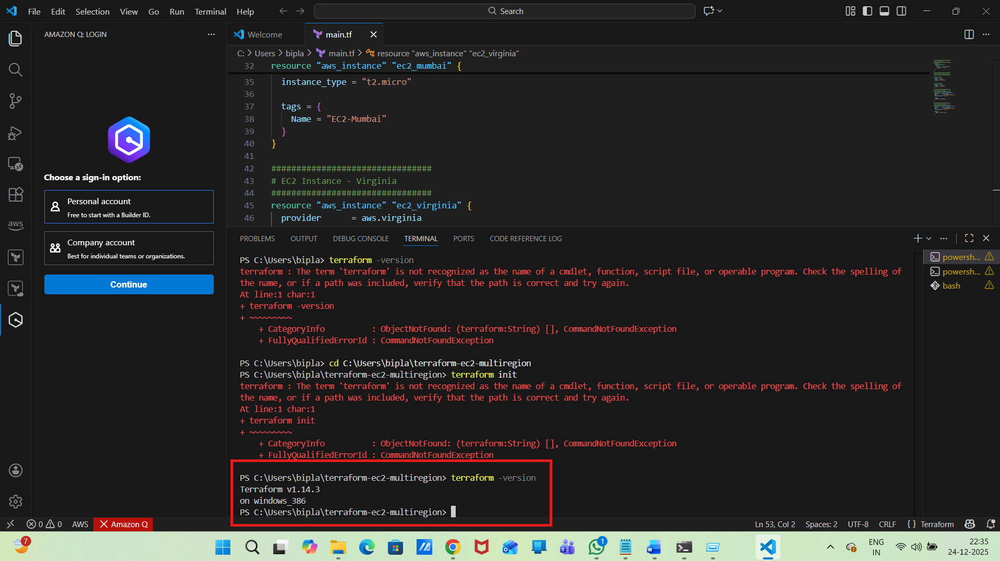 File Edit Selection View Go Run Terminal Help
Search
AMAZON Q: LOGIN
Choose a sign-in option:
Personal account
Free to start with a Builder ID.
Company account
Best for individual teams or organizations.
Continue
aws
Welcome
main.tf
C: > Users > bipla > main.tf > resource "aws_instance" "ec2_virginia"
32 resource "aws_instance" "ec2_mumbai" {
35 instance_type = "t2.micro"
36
37 tags = {
38 Name = "EC2-Mumbai"
39 }
40 }
41
42 ################################
43 # EC2 Instance - Virginia
44 ################################
45 resource "aws_instance" "ec2_virginia" {
46 provider = aws.virginia
PROBLEMS OUTPUT DEBUG CONSOLE TERMINAL PORTS CODE REFERENCE LOG
PS C:\Users\bipla> terraform -version
terraform : The term 'terraform' is not recognized as the name of a cmdlet, function, script file, or operable program. Check the spelling of
the name, or if a path was included, verify that the path is correct and try again.
At line:1 char:1
+ terraform -version
+ ~~~~~~~~~
+ CategoryInfo : ObjectNotFound: (terraform:String) [], CommandNotFoundException
+ FullyQualifiedErrorId : CommandNotFoundException
PS C:\Users\bipla> cd C:\Users\bipla\terraform-ec2-multiregion
PS C:\Users\bipla\terraform-ec2-multiregion> terraform init
terraform : The term 'terraform' is not recognized as the name of a cmdlet, function, script file, or operable program. Check the spelling of
the name, or if a path was included, verify that the path is correct and try again.
At line:1 char:1
+ terraform init
+ ~~~~~~~~~
+ CategoryInfo : ObjectNotFound: (terraform:String) [], CommandNotFoundException
+ FullyQualifiedErrorId : CommandNotFoundException
PS C:\Users\bipla\terraform-ec2-multiregion> terraform -version
Terraform v1.14.3
on windows_386
PS C:\Users\bipla\terraform-ec2-multiregion>
powersh...
powersh...
bash
0 0 AWS Amazon Q
Ln 53, Col 2 Spaces: 2 UTF-8 CRLF { } Terraform
7
1
ENG
IN
22:35
24-12-2025